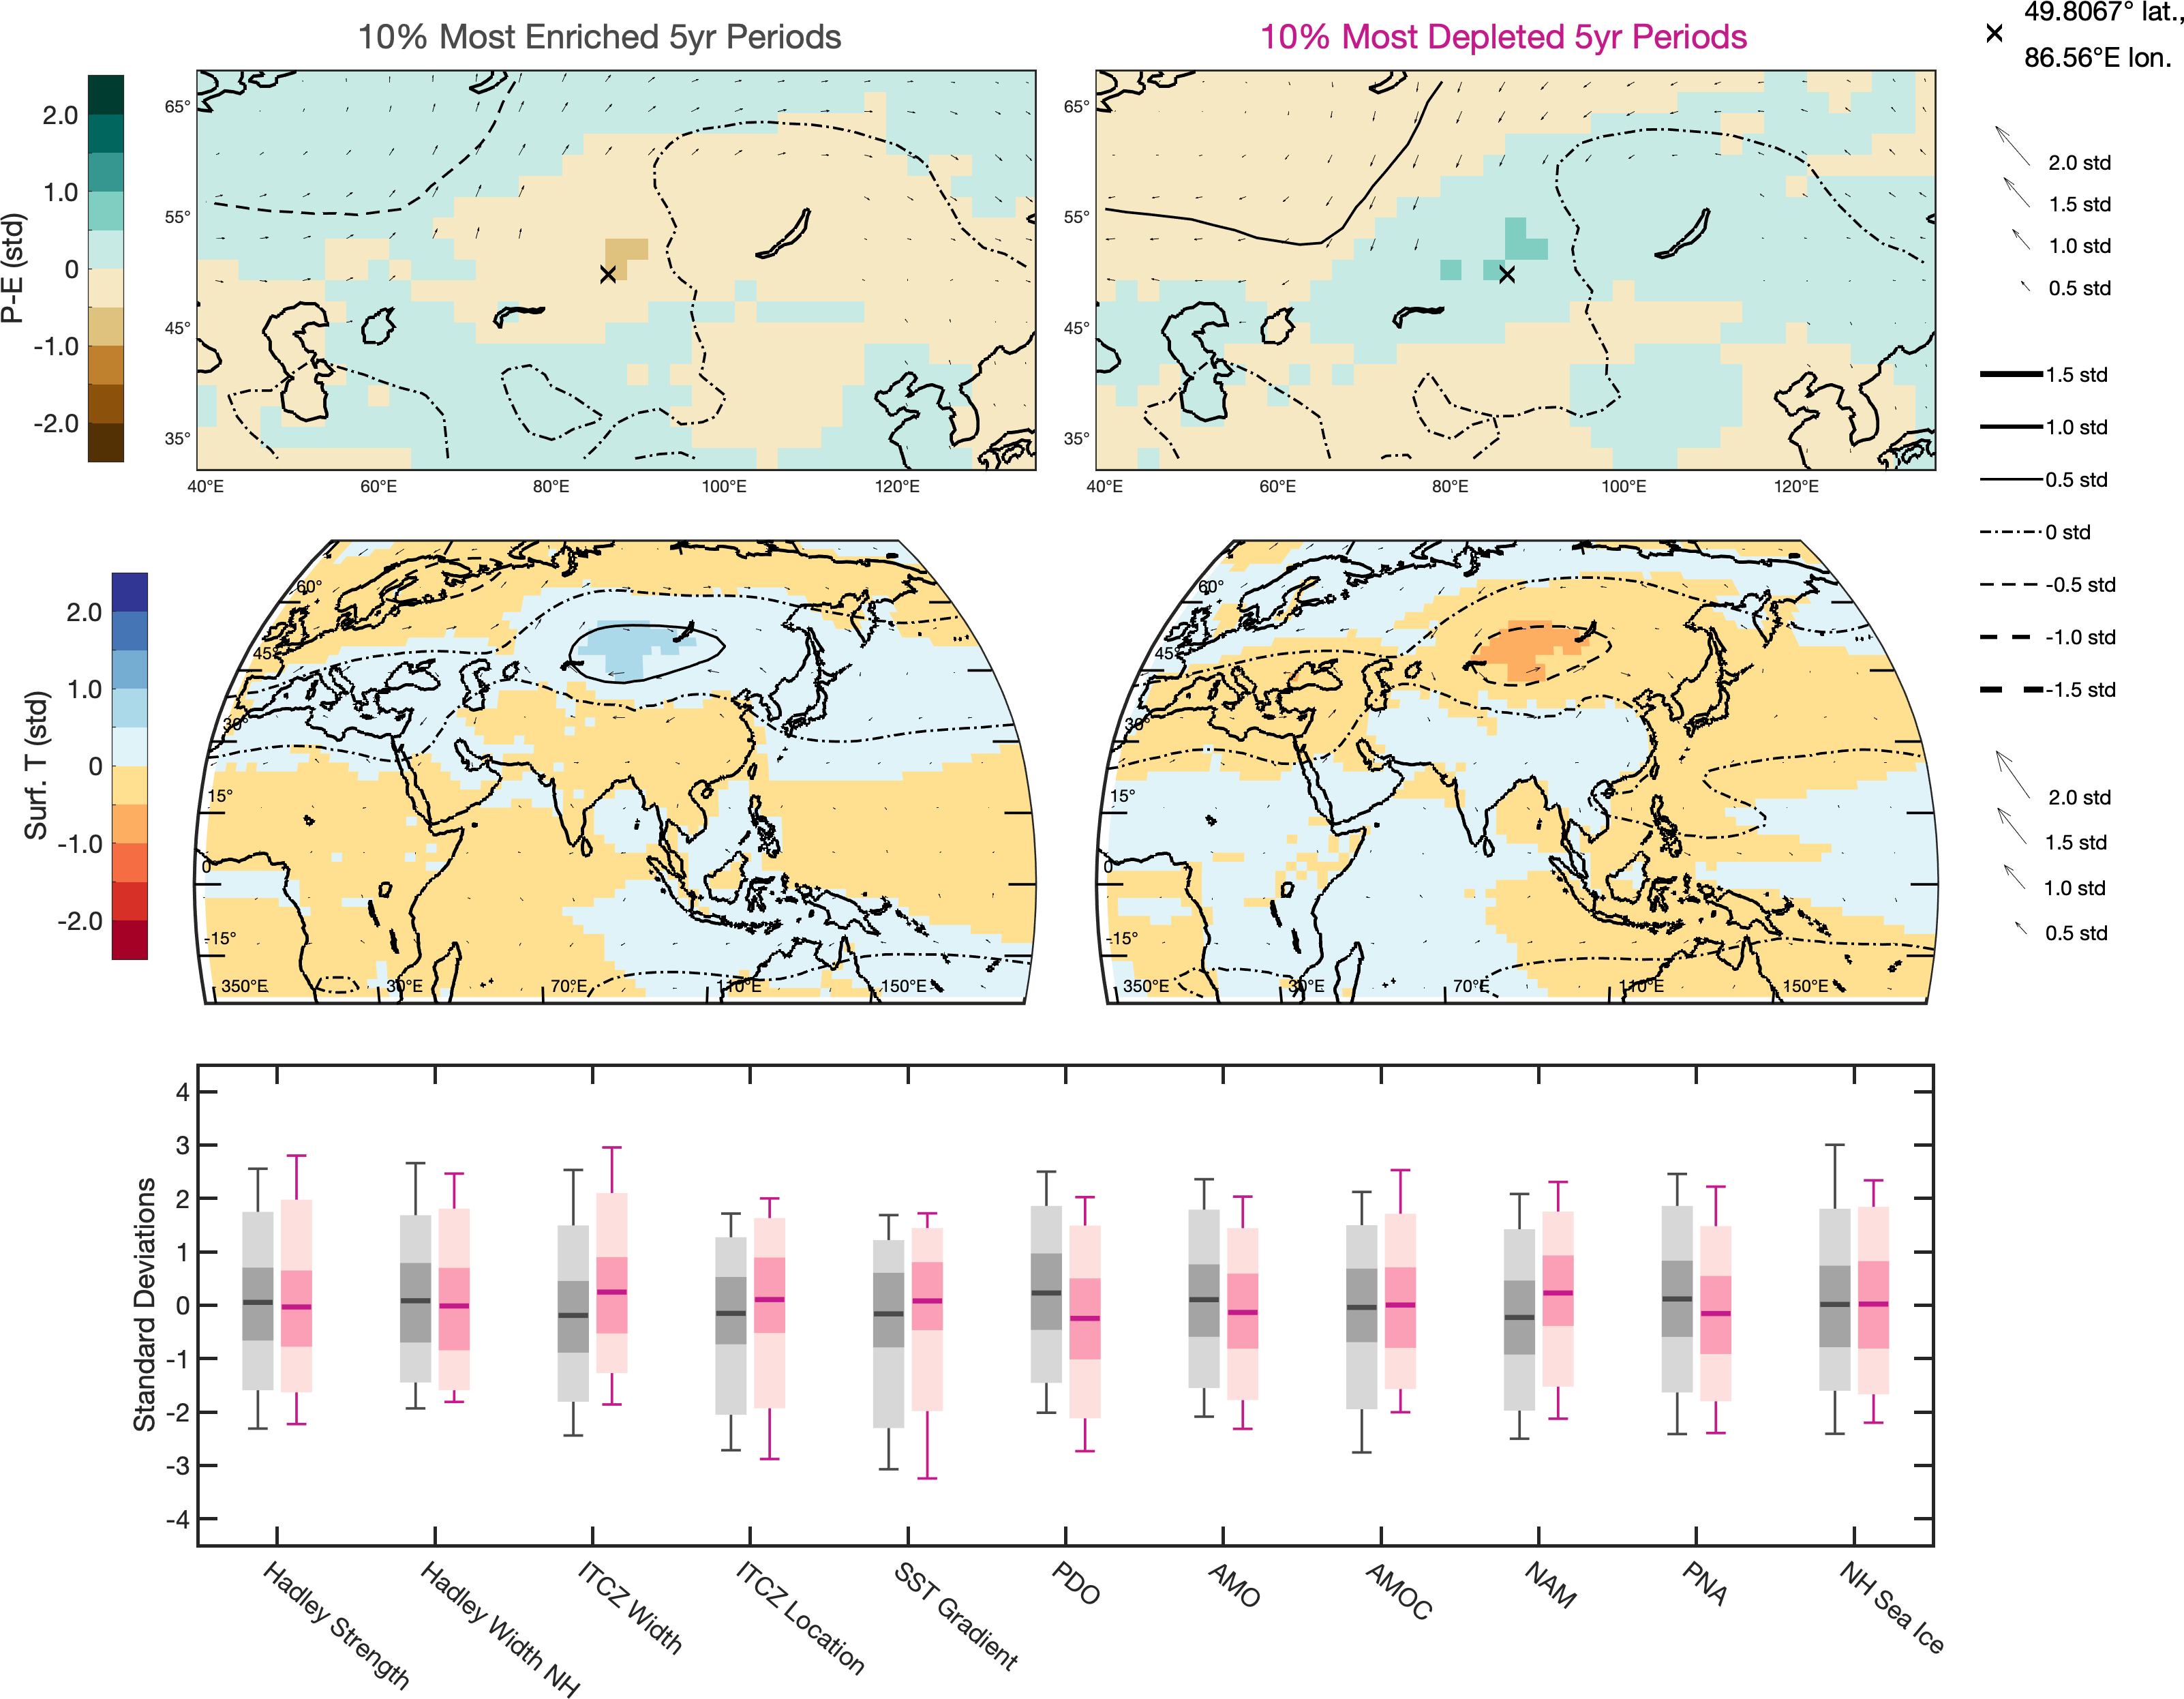 10% Most Enriched 5yr Periods
10% Most Depleted 5yr Periods
49.8067° lat.,
86.56°E lon.
P-E (std)
2.0
1.0
0
-1.0
-2.0
65°
55°
45°
35°
40°E
60°E
80°E
100°E
120°E
65°
55°
45°
35°
40°E
60°E
80°E
100°E
120°E
2.0 std
1.5 std
1.0 std
0.5 std
1.5 std
1.0 std
0.5 std
0 std
-0.5 std
-1.0 std
-1.5 std
Surf. T (std)
2.0
1.0
0
-1.0
-2.0
60°
45°
30°
15°
0
-15°
350°E
30°E
70°E
110°E
150°E
60°
45°
30°
15°
0
-15°
350°E
30°E
70°E
110°E
150°E
2.0 std
1.5 std
1.0 std
0.5 std
Standard Deviations
4
3
2
1
0
-1
-2
-3
-4
Hadley Strength
Hadley Width NH
ITCZ Width
ITCZ Location
SST Gradient
PDO
AMO
AMOC
NAM
PNA
NH Sea Ice